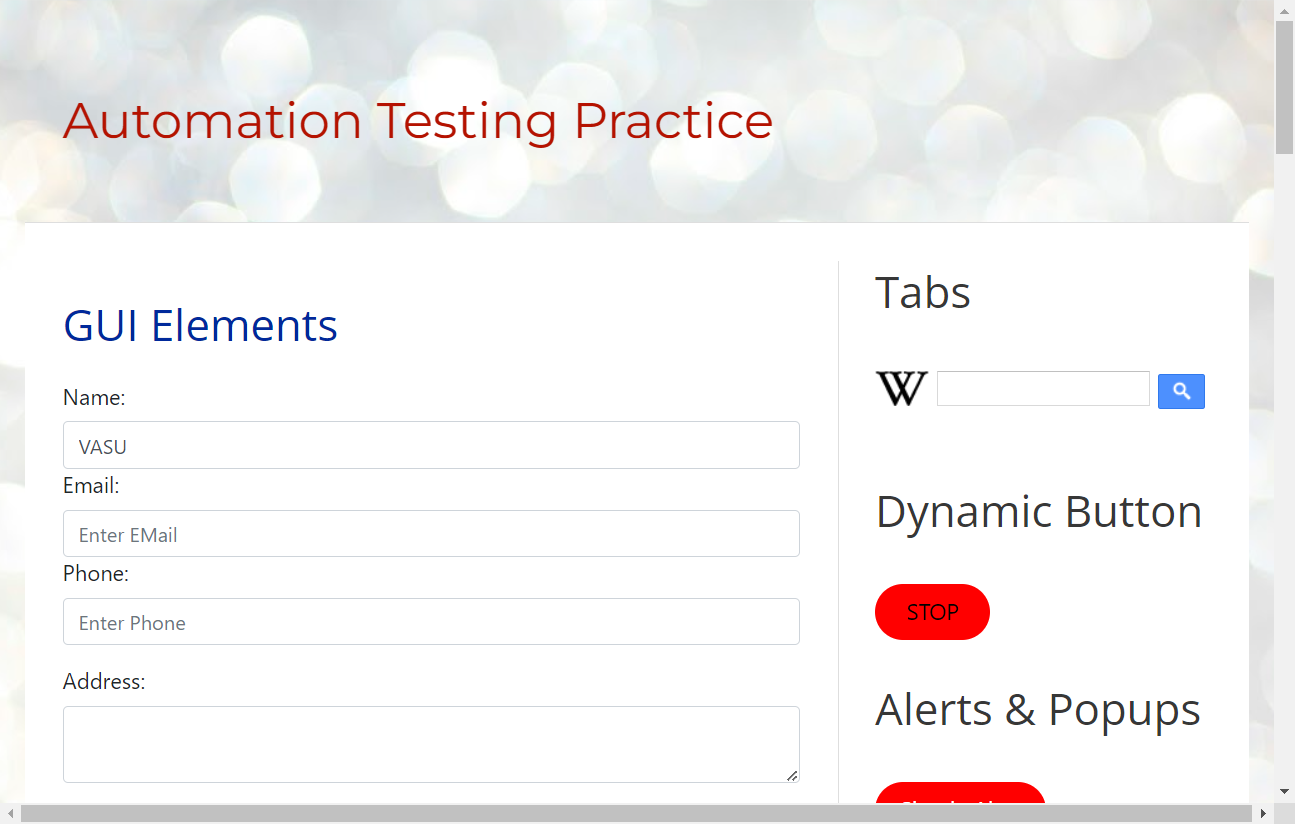 Automation Testing Practice
GUI Elements
Name:
VASU
Email:
Enter EMail
Phone:
Enter Phone
Address:
Tabs
W
Dynamic Button
STOP
Alerts & Popups